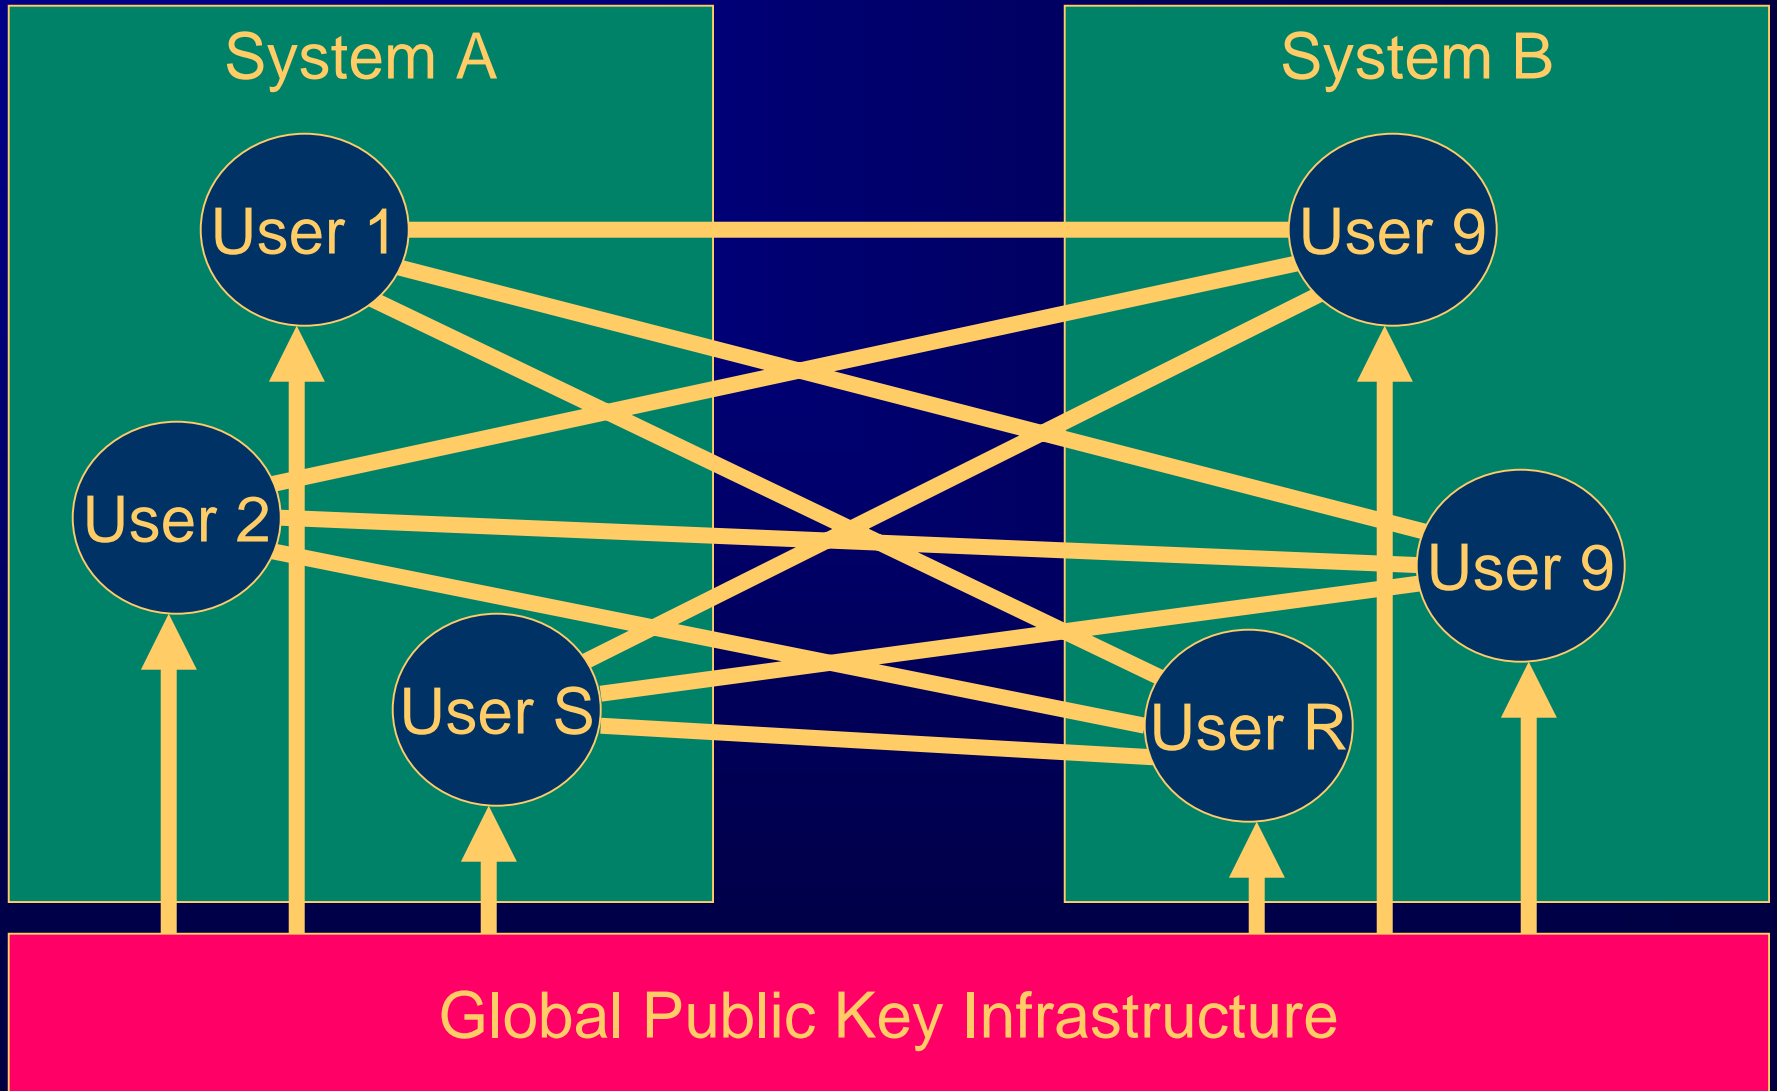 System A
System B
User 1
User 9
User 2
User 9
User S
User R
Global Public Key Infrastructure